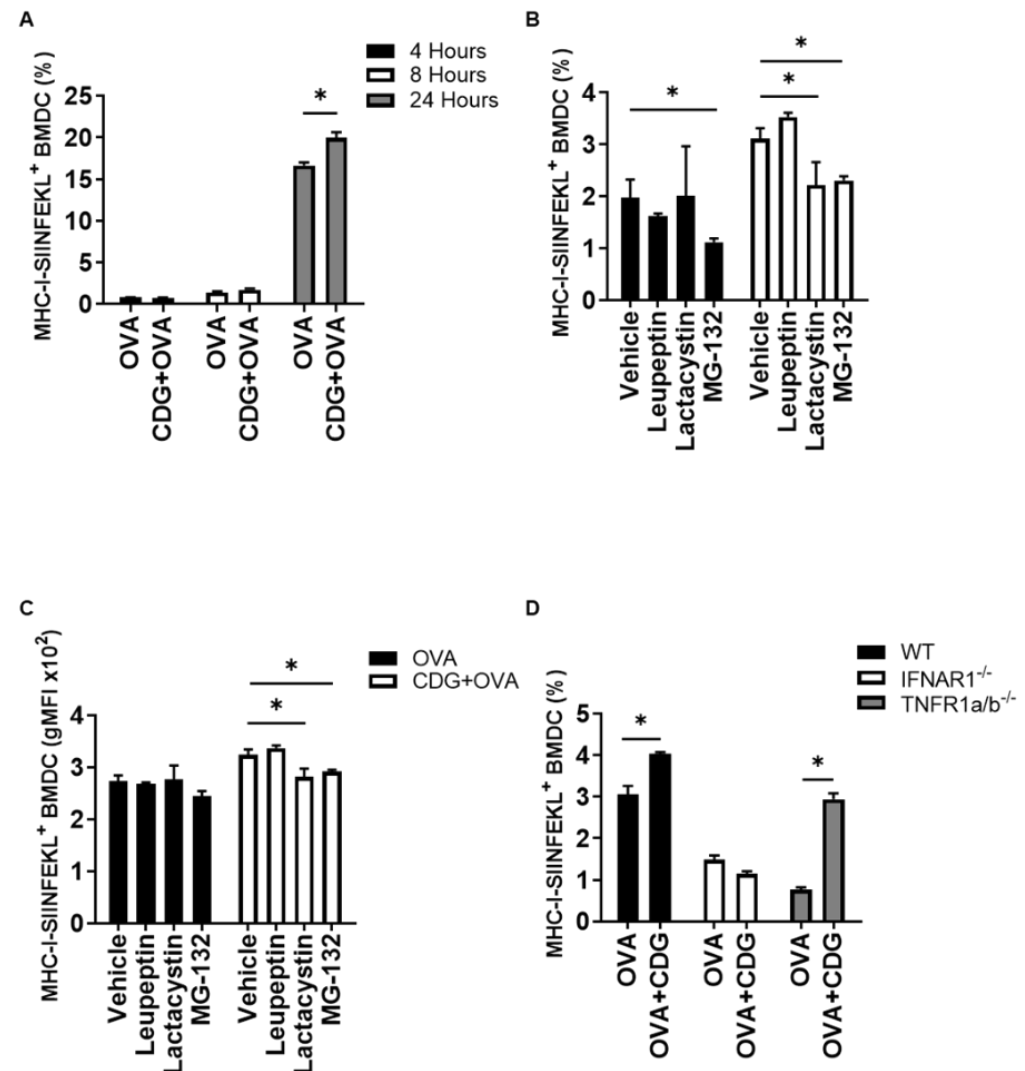 A
MHC-I-SIINFEKL⁺ BMDC (%)
25
20
15
10
5
0
*
4 Hours
8 Hours
24 Hours
OVA
CDG+OVA
OVA
CDG+OVA
OVA
CDG+OVA
B
MHC-I-SIINFEKL⁺ BMDC (%)
4
3
2
1
0
*
*
*
Vehicle
Leupeptin
Lactacystin
MG-132
Vehicle
Leupeptin
Lactacystin
MG-132
C
MHC-I-SIINFEKL⁺ BMDC (gMFI x10²)
4
3
2
1
0
*
*
OVA
CDG+OVA
Vehicle
Leupeptin
Lactacystin
MG-132
Vehicle
Leupeptin
Lactacystin
MG-132
D
MHC-I-SIINFEKL⁺ BMDC (%)
5
4
3
2
1
0
*
*
WT
IFNAR1⁻/⁻
TNFR1a/b⁻/⁻
OVA
OVA+CDG
OVA
OVA+CDG
OVA
OVA+CDG